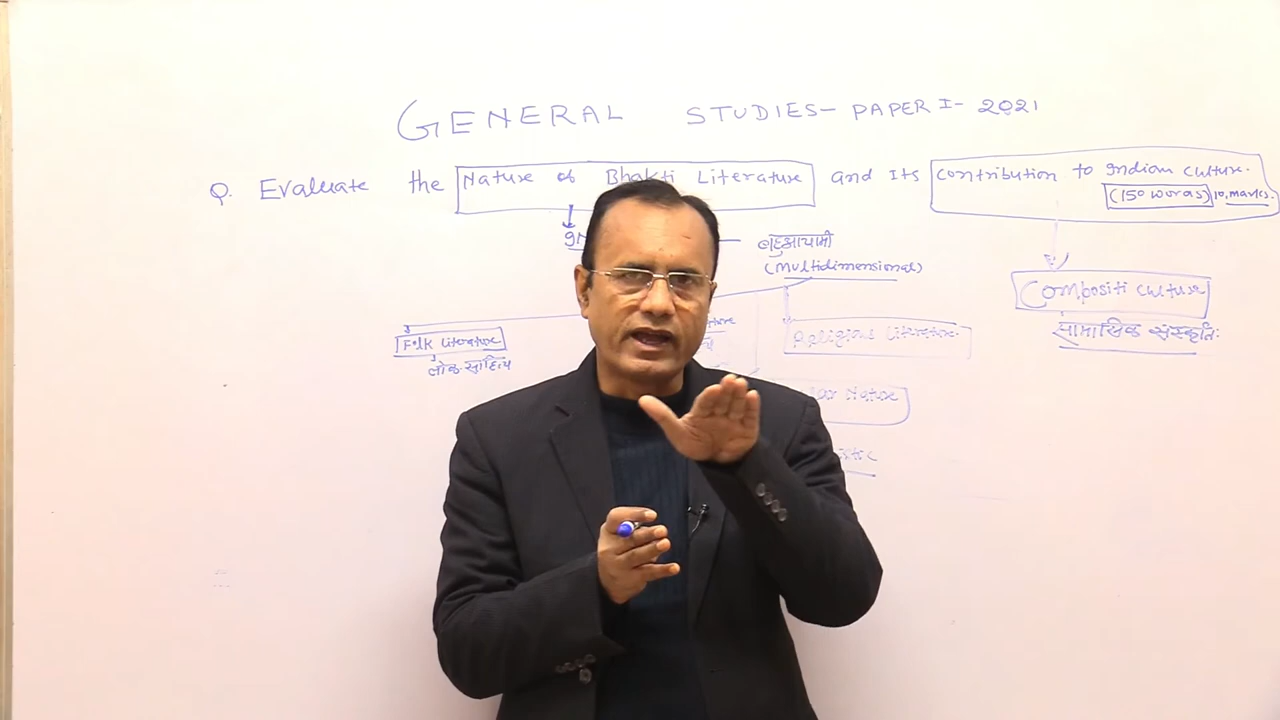 GENERAL STUDIES- PAPER I- 2021
Q. Evaluate the Nature of Bhakti Literature and Its Contribution to Indian Culture.
(150 words) 10, marks.
बहुआयामी
(Multidimensional)
Compositi Culture
सामासिक संस्कृति:
Folk Literature
लोक साहित्य
Religious Literature
Nature